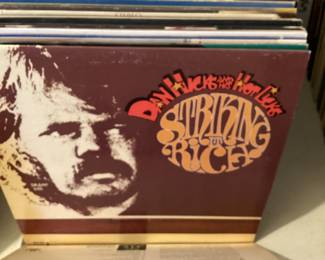 DAN HICKS AND HIS HOT LICKS
STRIKING
IT
RICH